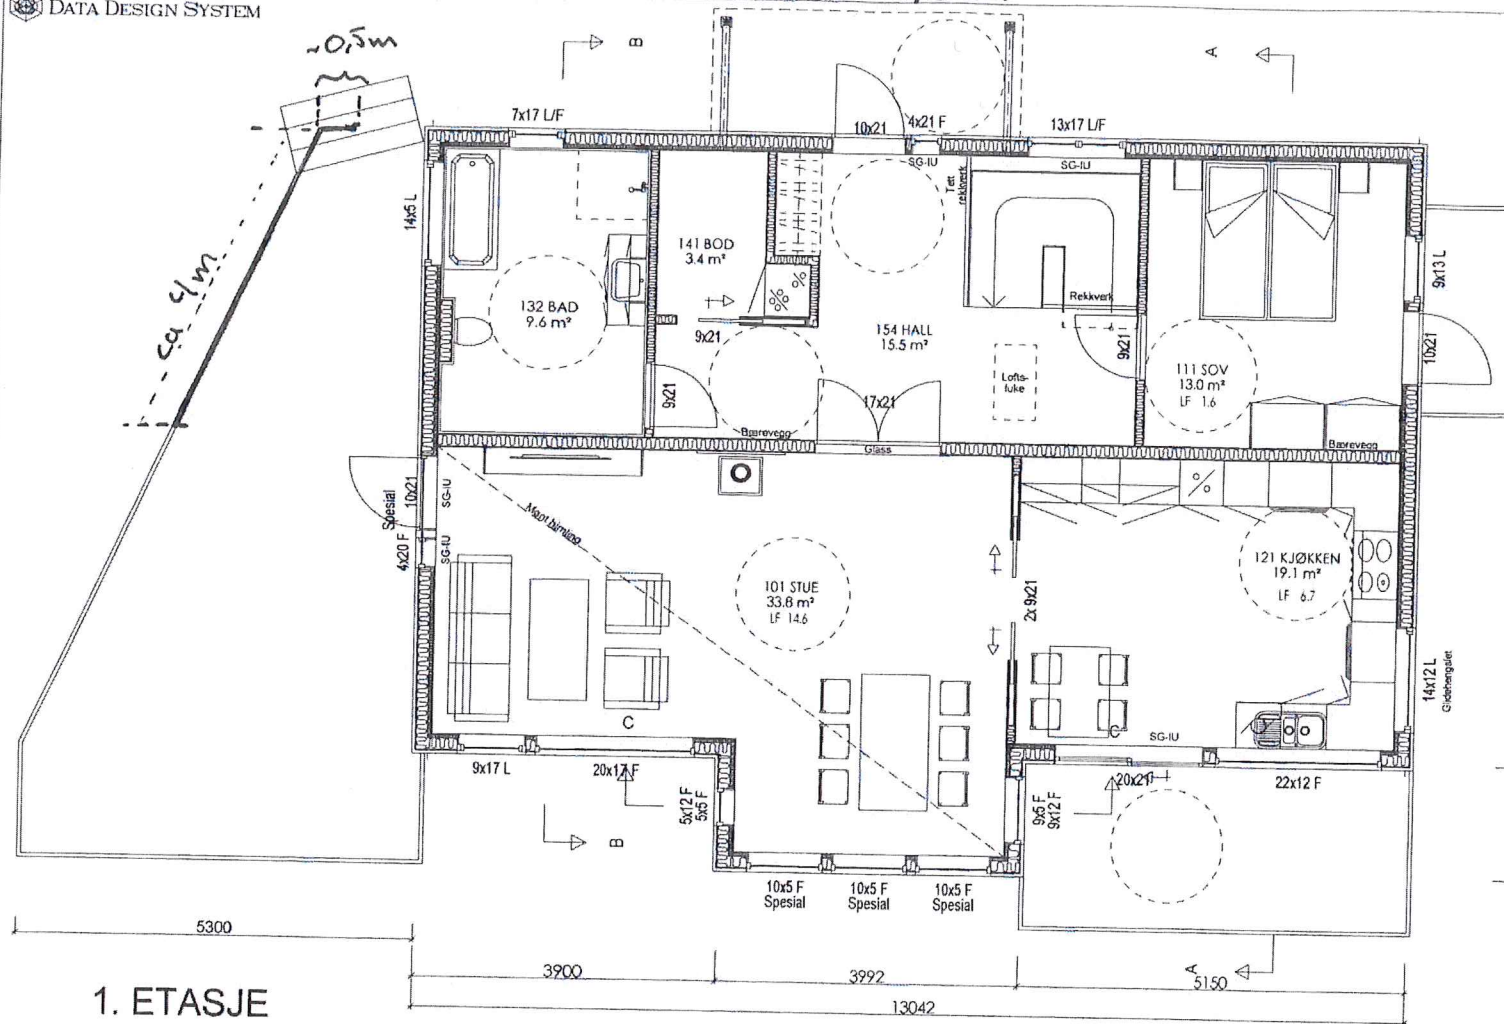 DATA DESIGN SYSTEM
~0,5m
ca 4m
B
A
7x17 L/F
10x21
4x21 F
13x17 L/F
SG-IU
SG-IU
Tett
rekkverk
14x5 L
141 BOD
3.4 m²
132 BAD
9.6 m²
9x21
154 HALL
15.5 m²
Rekkverk
9x21
Lofts-
luke
111 SOV
13.0 m²
LF 1.6
9x13 L
10x21
9x21
17x21
Bærevegg
Glass
Bærevegg
Spesial
10x21
SG-IU
4x20 F
SG-IU
Mønt himling
101 STUE
33.8 m²
LF 14.6
2x 9x21
121 KJØKKEN
19.1 m²
LF 6.7
14x12 L
Glidehengslet
C
C
SG-IU
9x17 L
20x17 F
5x12 F
5x5 F
9x5 F
9x12 F
20x21
22x12 F
B
10x5 F
Spesial
10x5 F
Spesial
10x5 F
Spesial
5300
3900
3992
A
5150
13042
1. ETASJE